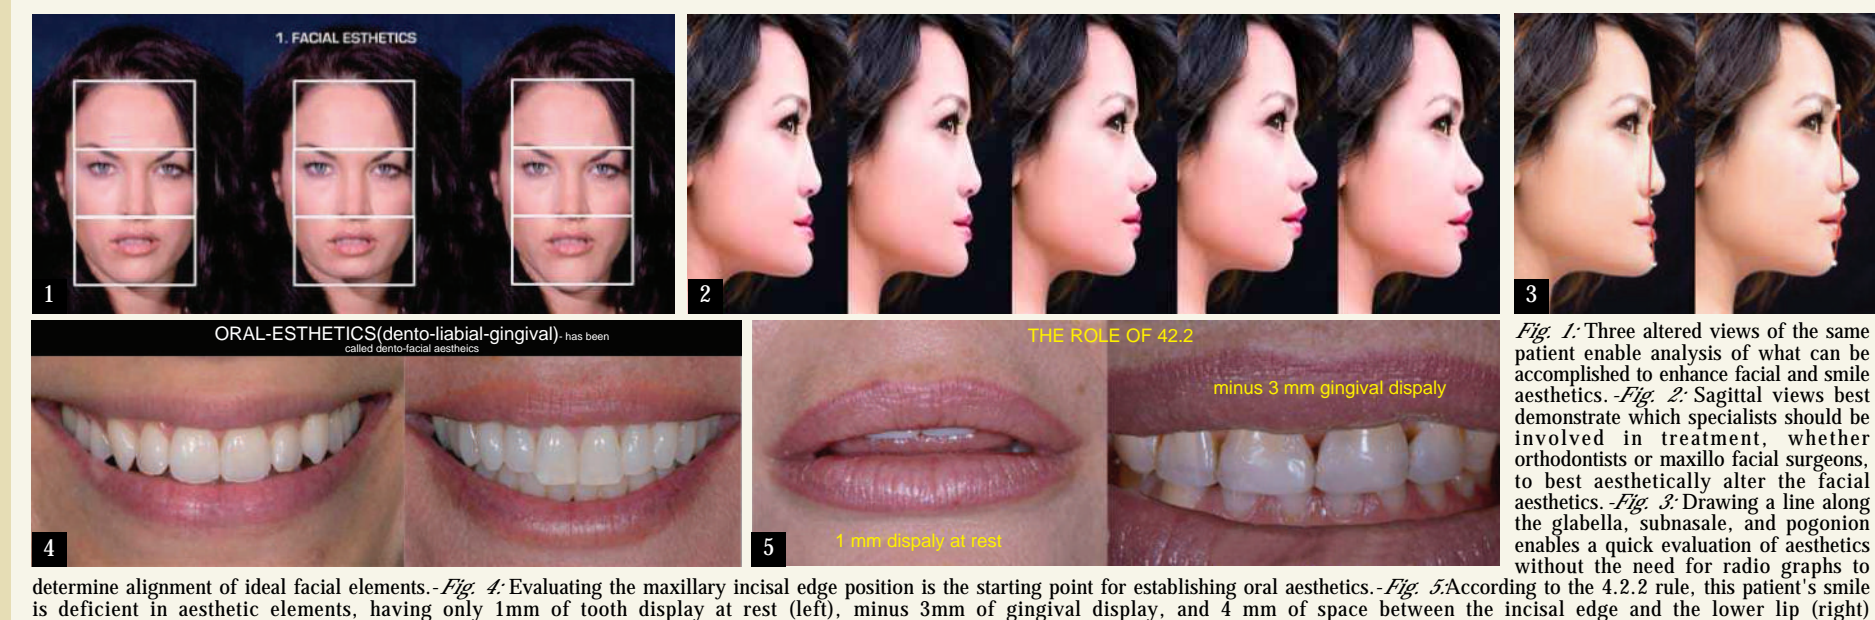 1. FACIAL ESTHETICS
1
2
3
ORAL-ESTHETICS(dento-liabial-gingival)- has been
called dento-facial aestheics
4
THE ROLE OF 42.2
minus 3 mm gingival dispaly
1 mm dispaly at rest
5
Fig. 1: Three altered views of the same
patient enable analysis of what can be
accomplished to enhance facial and smile
aesthetics. -Fig. 2: Sagittal views best
demonstrate which specialists should be
involved in treatment, whether
orthodontists or maxillo facial surgeons,
to best aesthetically alter the facial
aesthetics. -Fig. 3: Drawing a line along
the glabella, subnasale, and pogonion
enables a quick evaluation of aesthetics
without the need for radio graphs to
determine alignment of ideal facial elements.-Fig. 4: Evaluating the maxillary incisal edge position is the starting point for establishing oral aesthetics.-Fig. 5:According to the 4.2.2 rule, this patient's smile
is deficient in aesthetic elements, having only 1mm of tooth display at rest (left), minus 3mm of gingival display, and 4 mm of space between the incisal edge and the lower lip (right)